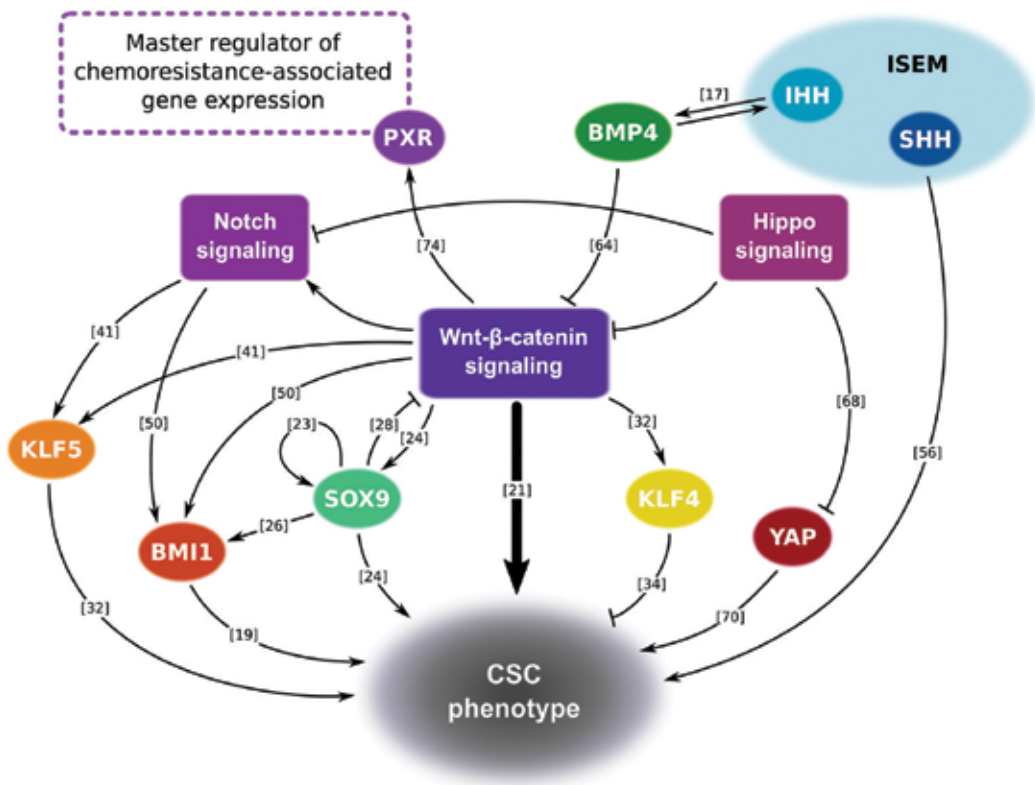 Master regulator of
chemoresistance-associated
gene expression
ISEM
[17]
IHH
PXR
BMP4
SHH
Notch
signaling
Hippo
signaling
[74]
[64]
Wnt-β-catenin
signaling
[41]
[41]
[50]
[50]
[68]
[23]
[28]
[24]
[32]
KLF5
[56]
SOX9
[21]
KLF4
[26]
YAP
BMI1
[24]
[34]
[32]
[19]
[70]
CSC
phenotype